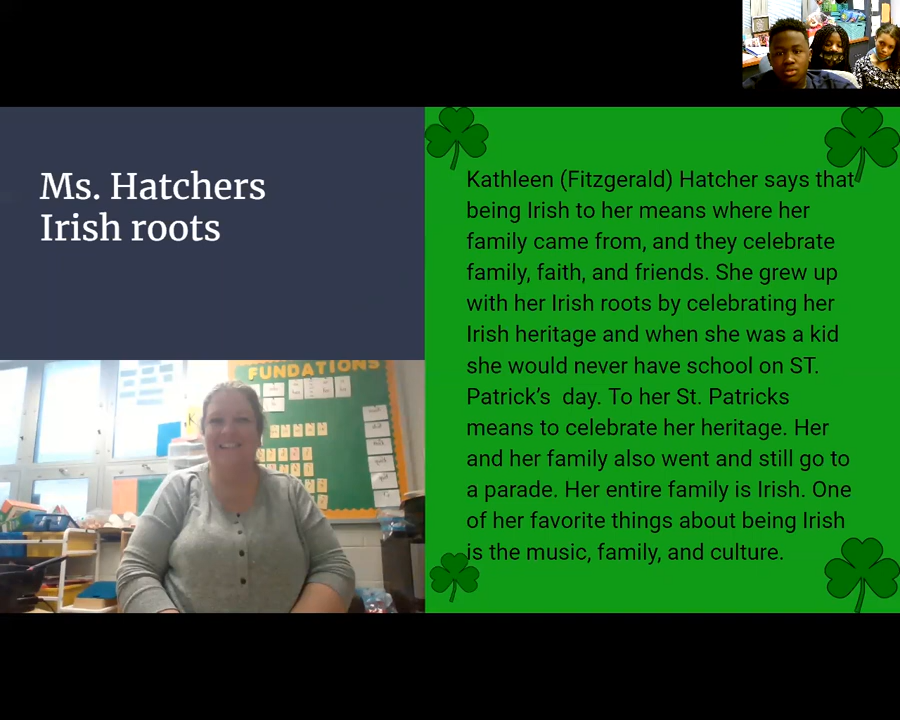 Ms. Hatchers
Irish roots
Kathleen (Fitzgerald) Hatcher says that
being Irish to her means where her
family came from, and they celebrate
family, faith, and friends. She grew up
with her Irish roots by celebrating her
Irish heritage and when she was a kid
she would never have school on ST.
Patrick's  day. To her St. Patricks
means to celebrate her heritage. Her
and her family also went and still go to
a parade. Her entire family is Irish. One
of her favorite things about being Irish
is the music, family, and culture.
FUNDATIONS